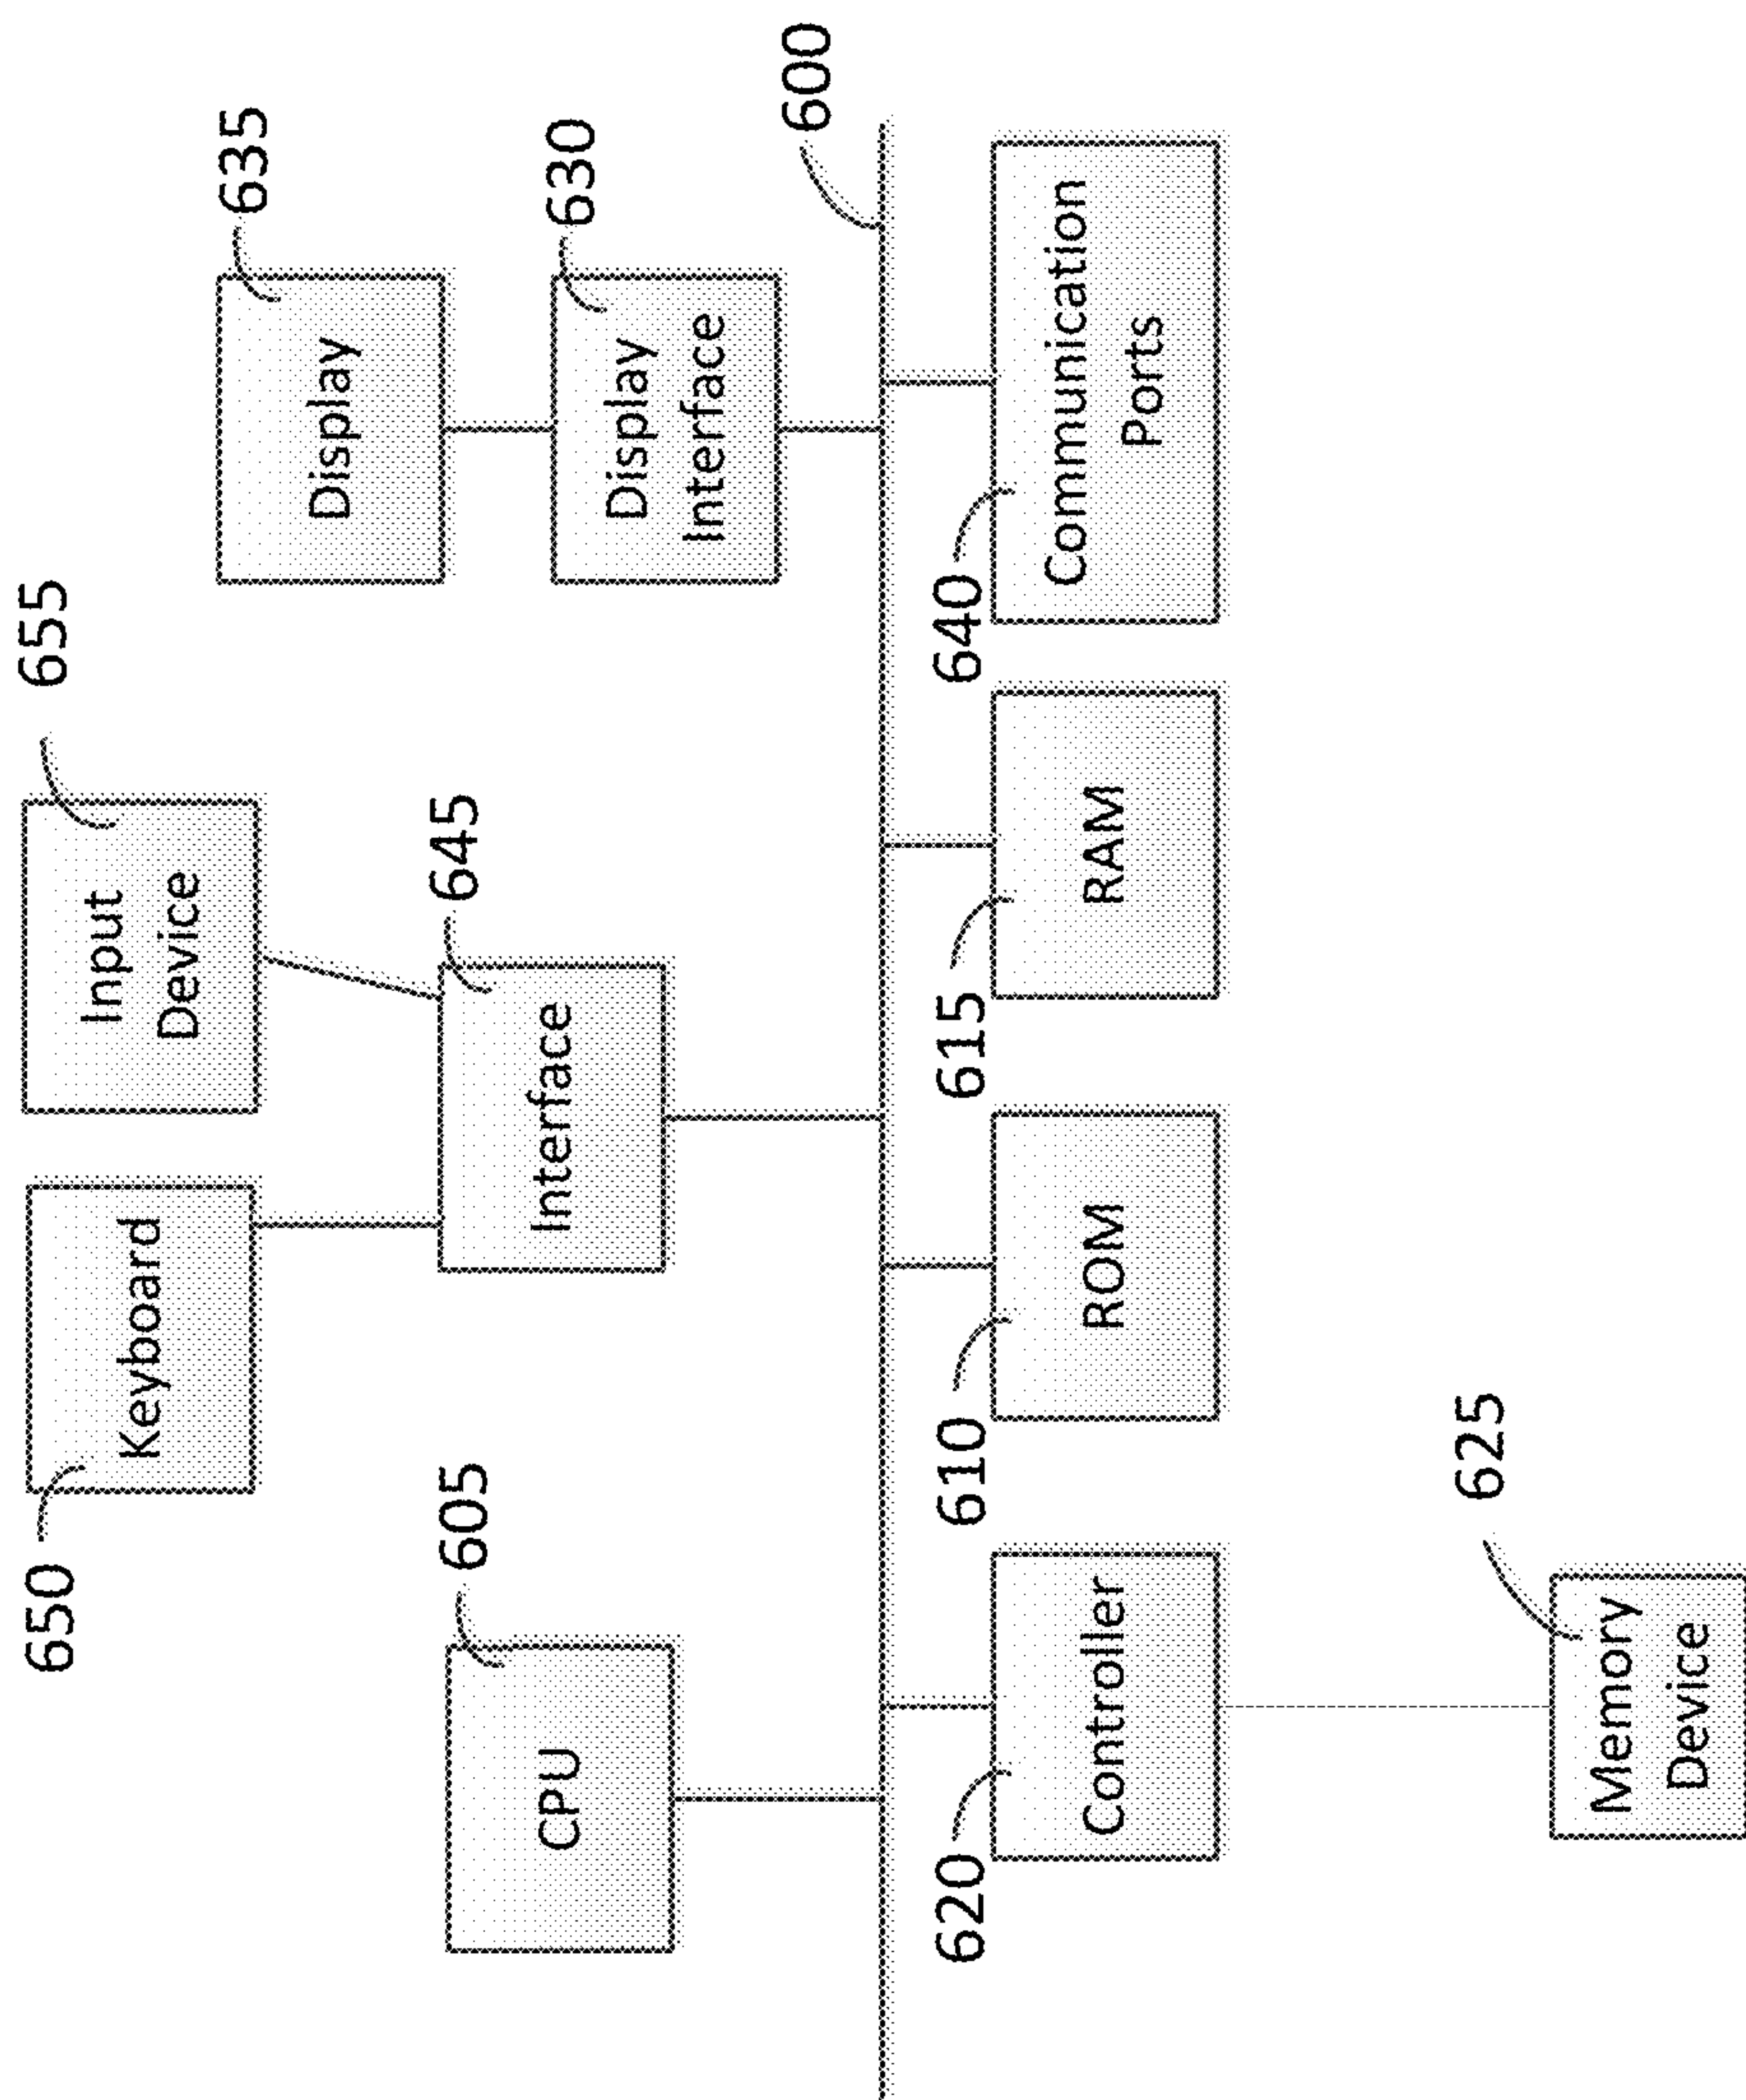 650
Keyboard
Input
Device
655
605
CPU
Interface
645
Display
635
Display
Interface
630
600
620
Controller
610
ROM
615
RAM
640
Communication
Ports
Memory
Device
625